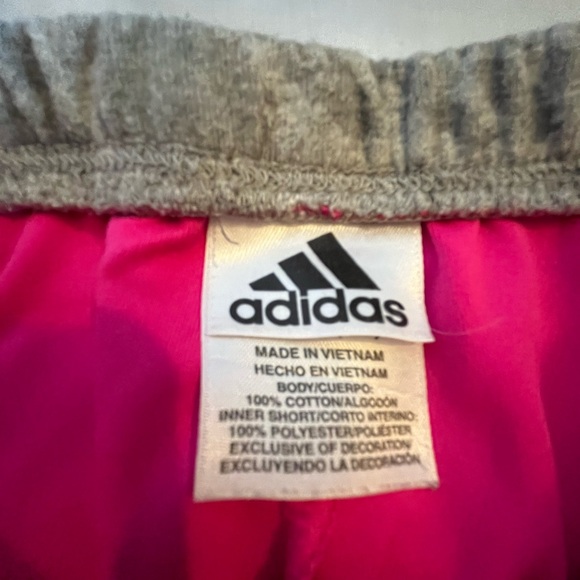 adidas
MADE IN VIETNAM
HECHO EN VIETNAM
BODY/CUERPO:
100% COTTON/ALGODÓN
INNER SHORT/CORTO INTERINO:
100% POLYESTER/POLIÉSTER
EXCLUSIVE OF DECORATION
EXCLUYENDO LA DECORACIÓN